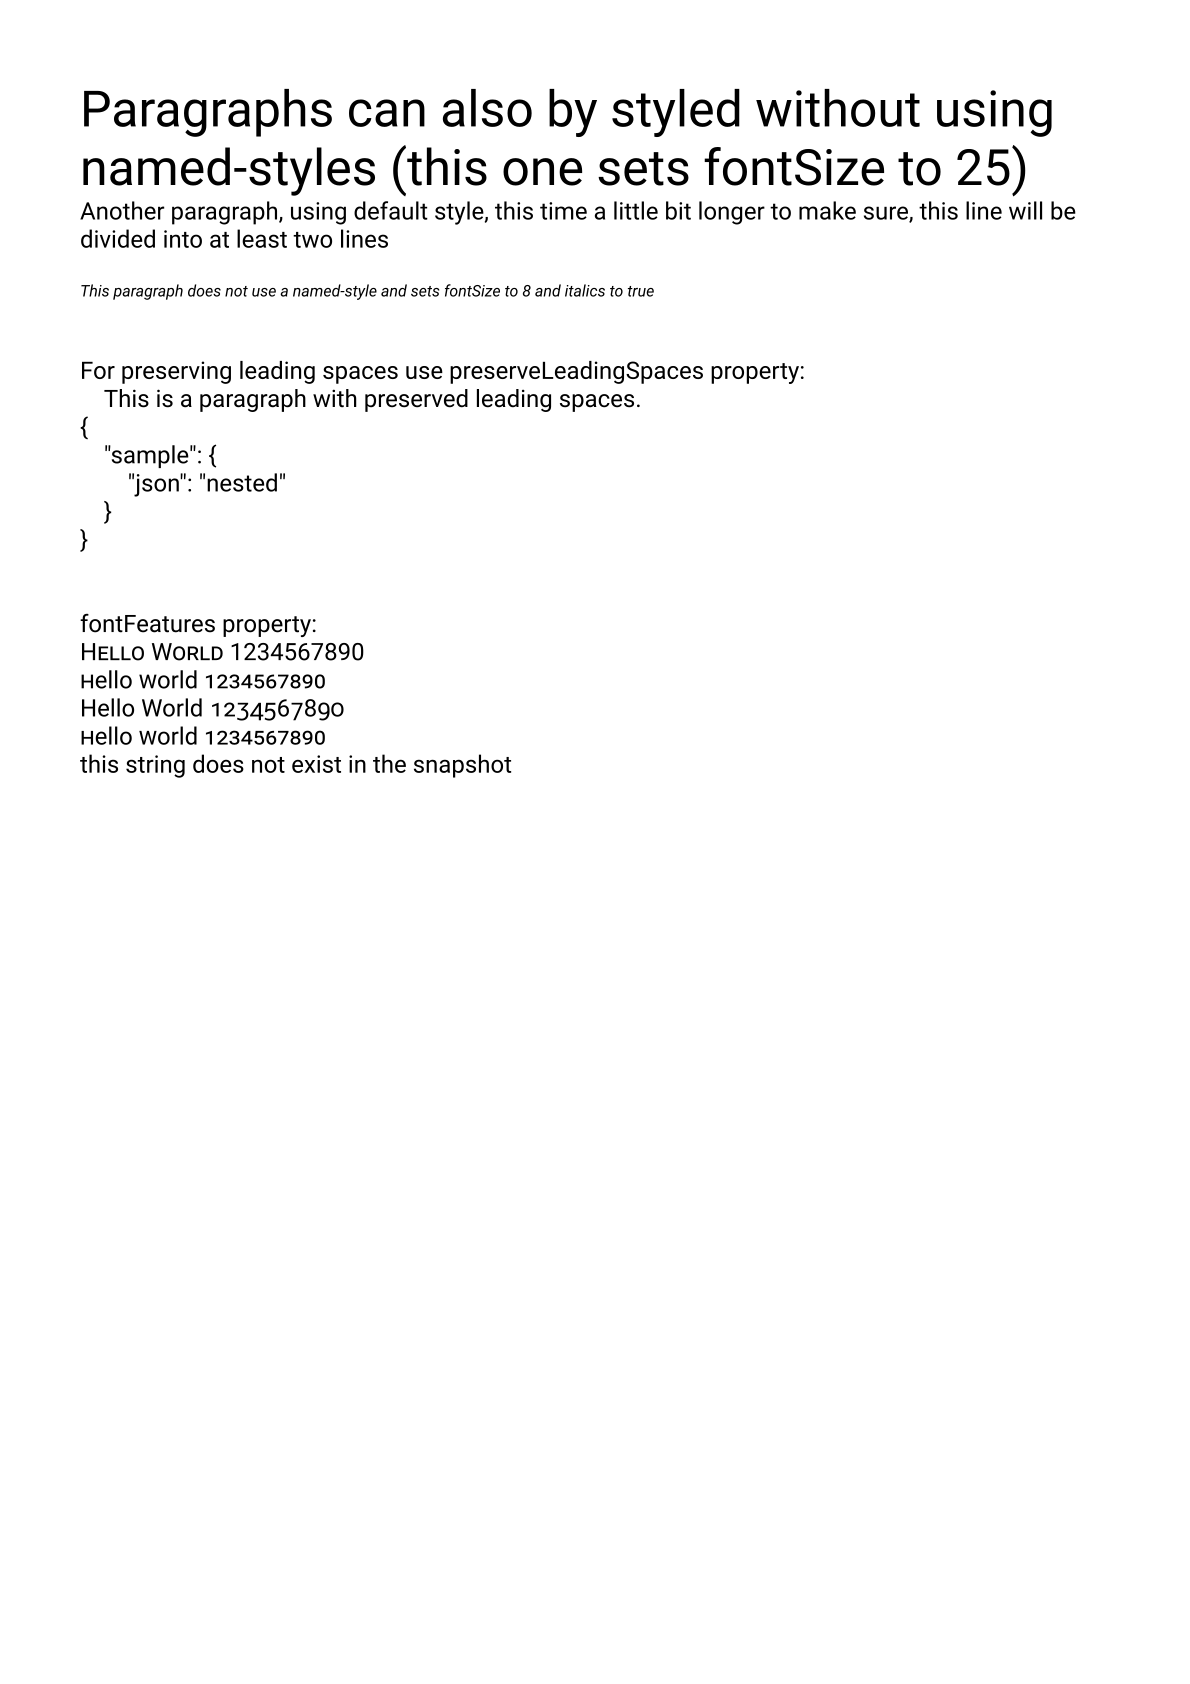 Paragraphs can also by styled without using
named-styles (this one sets fontSize to 25)
Another paragraph, using default style, this time a little bit longer to make sure, this line will be
divided into at least two lines
This paragraph does not use a named-style and sets fontSize to 8 and italics to true
For preserving leading spaces use preserveLeadingSpaces property:
    This is a paragraph with preserved leading spaces.
{
    "sample": {
        "json": "nested"
    }
}
fontFeatures property:
Hello World 1234567890
Hello World 1234567890
Hello World 1234567890
Hello World 1234567890
this string does not exist in the snapshot